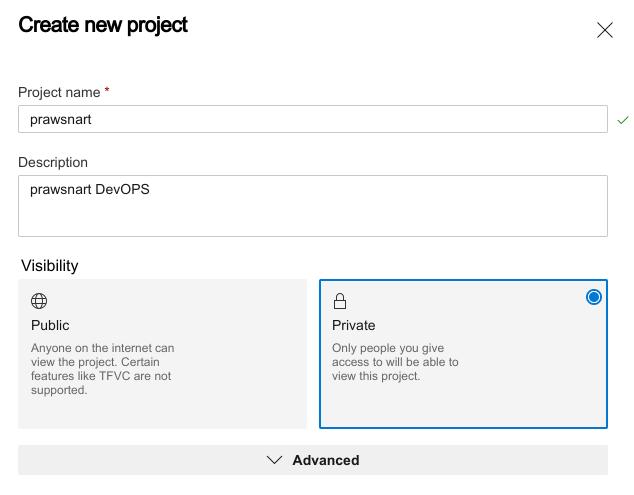 Create new project
Project name *
prawsnart
Description
prawsnart DevOPS
Visibility
Public
Anyone on the internet can
view the project. Certain
features like TFVC are not
supported.
Private
Only people you give
access to will be able to
view this project.
Advanced